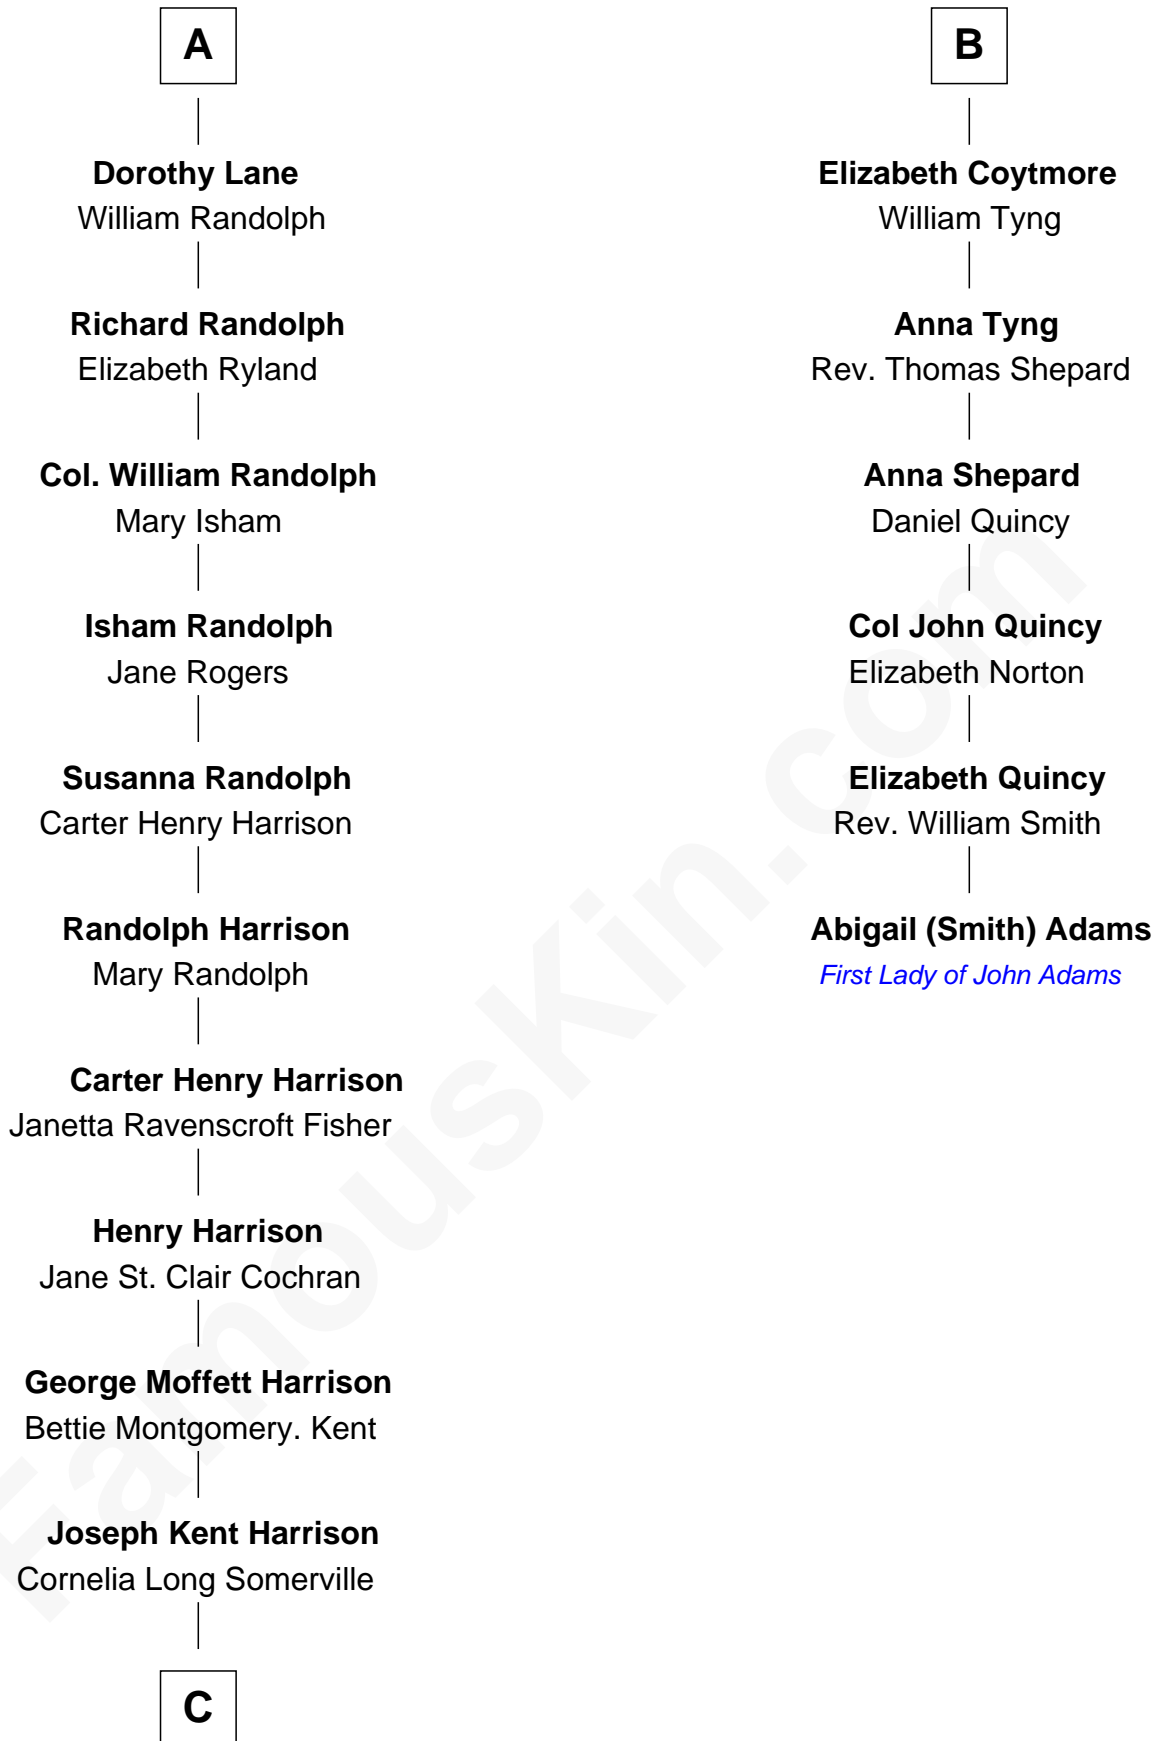 A
Dorothy Lane
William Randolph
Richard Randolph
Elizabeth Ryland
Col. William Randolph
Mary Isham
Isham Randolph
Jane Rogers
Susanna Randolph
Carter Henry Harrison
Randolph Harrison
Mary Randolph
Carter Henry Harrison
Janetta Ravenscroft Fisher
Henry Harrison
Jane St. Clair Cochran
George Moffett Harrison
Bettie Montgomery. Kent
Joseph Kent Harrison
Cornelia Long Somerville
C
B
Elizabeth Coytmore
William Tyng
Anna Tyng
Rev. Thomas Shepard
Anna Shepard
Daniel Quincy
Col John Quincy
Elizabeth Norton
Elizabeth Quincy
Rev. William Smith
Abigail (Smith) Adams
First Lady of John Adams
FamousKin.com